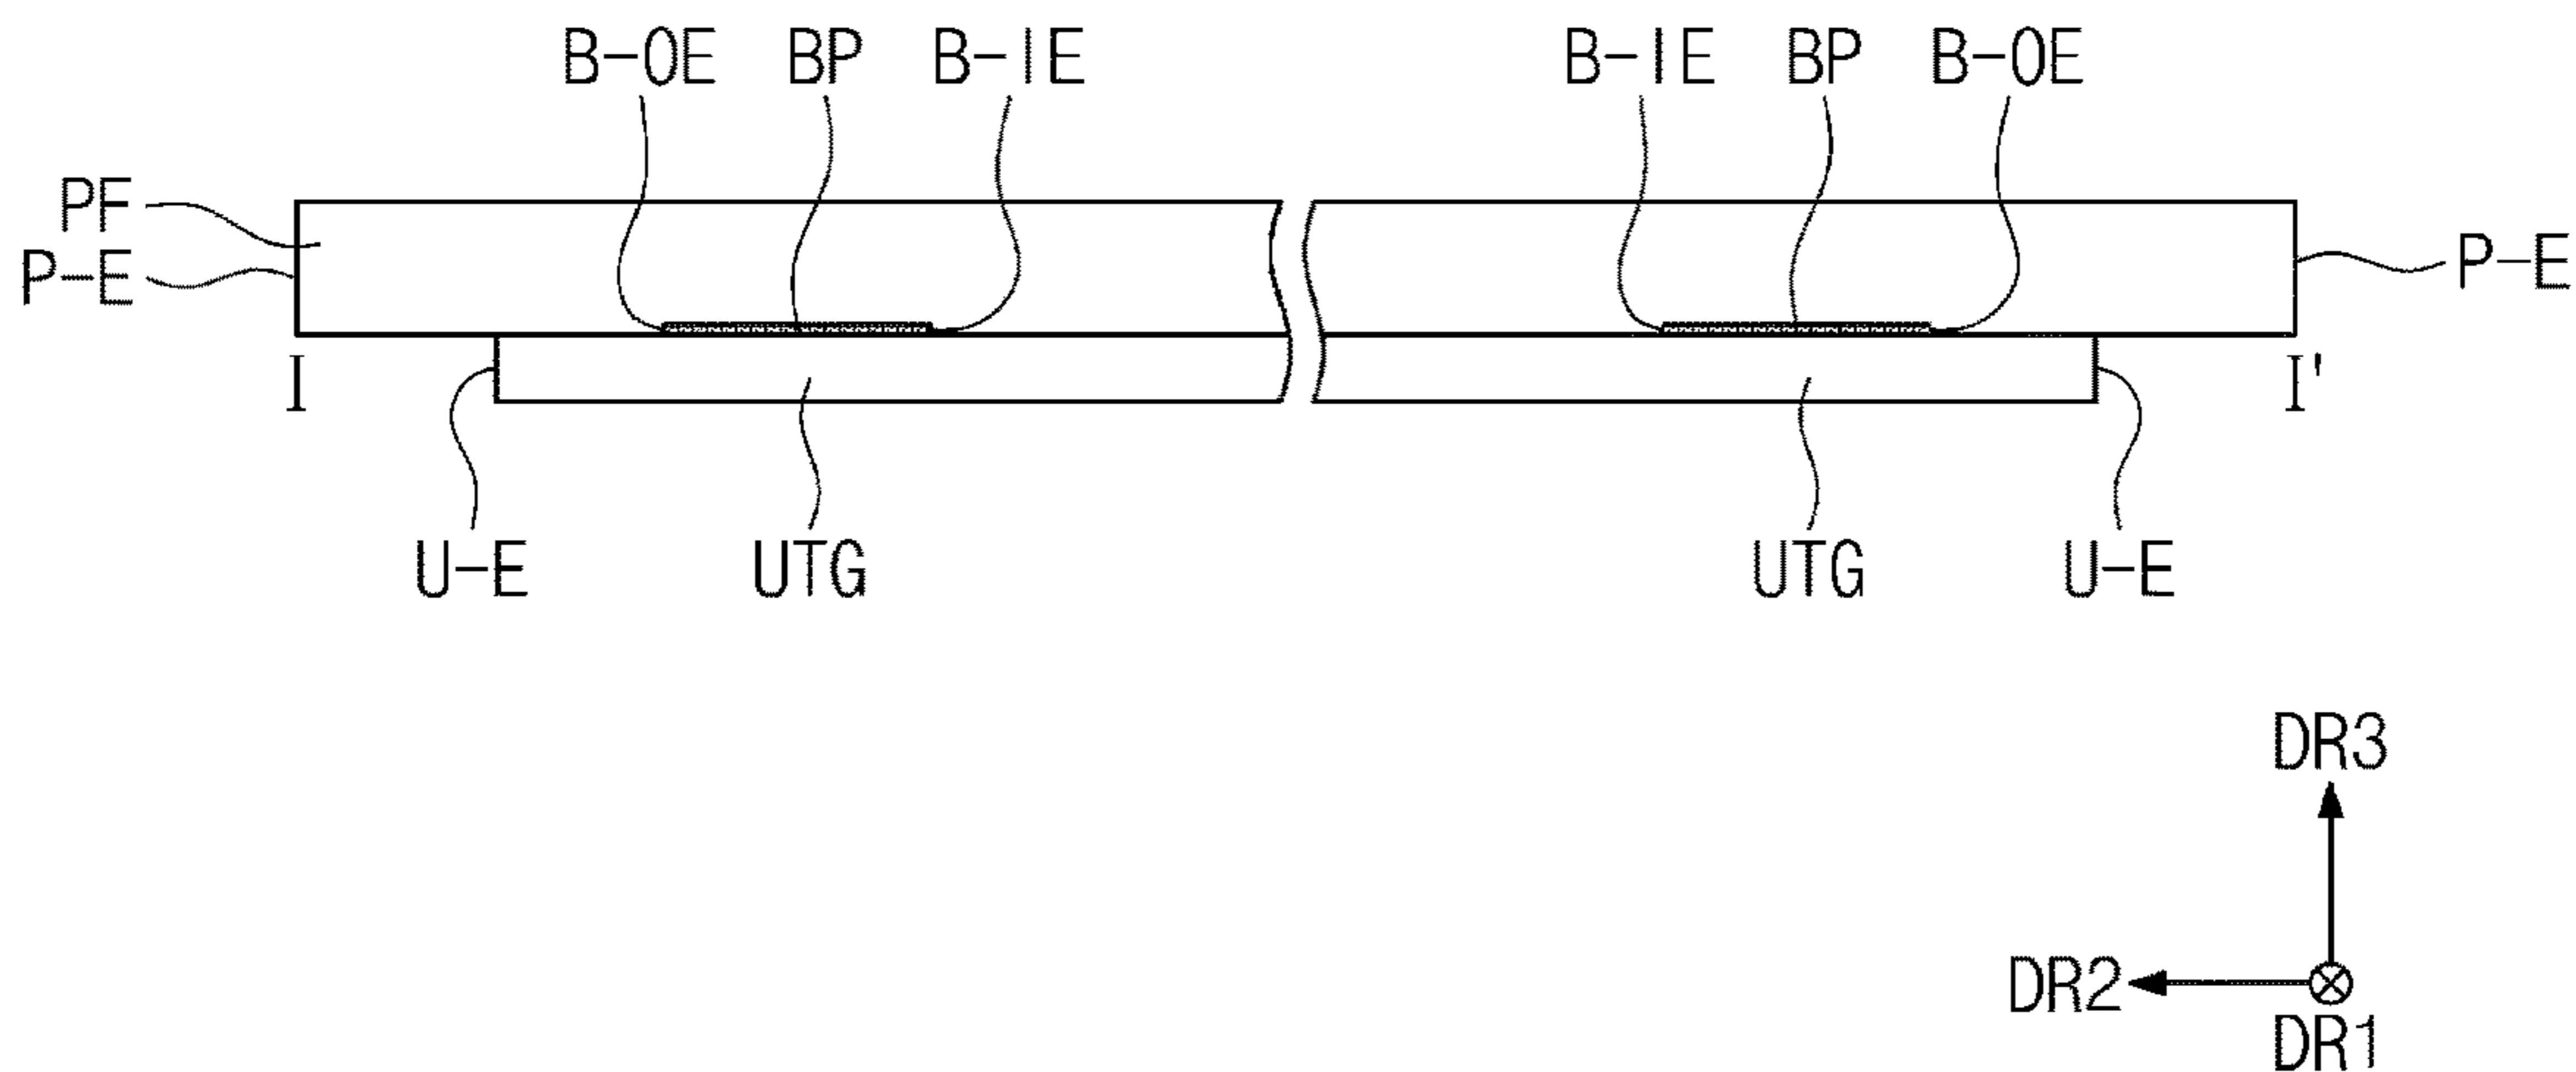 B-OE BP B-IE B-IE BP B-OE
PF
P-E P-E
I I'
U-E UTG UTG U-E
DR3
DR2
DR1